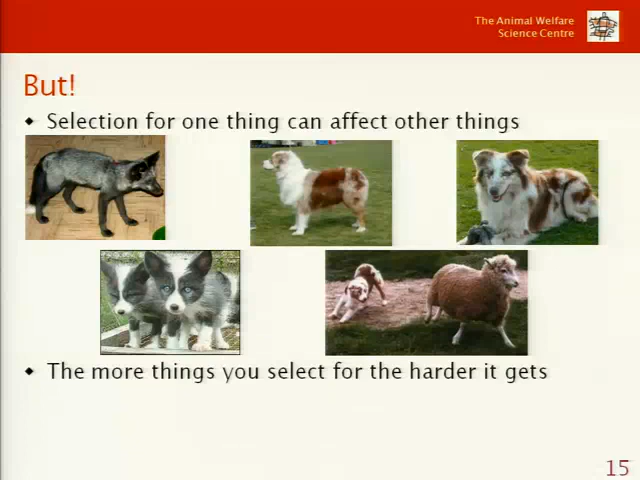 The Animal Welfare
Science Centre
But!
Selection for one thing can affect other things
The more things you select for the harder it gets
15